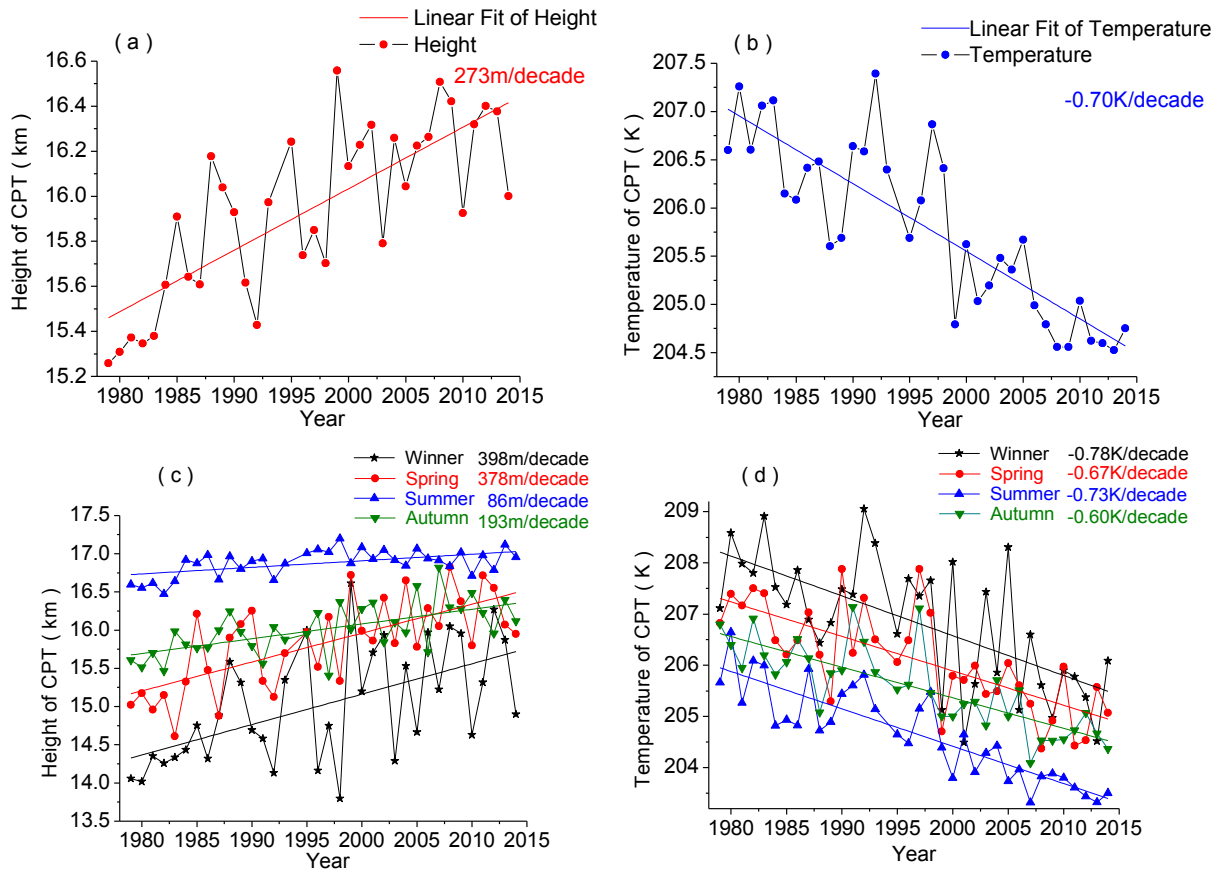 ( a )
Linear Fit of Height
Height
273m/decade
16.6
16.4
16.2
16.0
15.8
15.6
15.4
15.2
Height of CPT ( km )
1980 1985 1990 1995 2000 2005 2010 2015
Year
( b )
Linear Fit of Temperature
Temperature
-0.70K/decade
207.5
207.0
206.5
206.0
205.5
205.0
204.5
Temperature of CPT ( K )
1980 1985 1990 1995 2000 2005 2010 2015
Year
( c )
Winner 398m/decade
Spring 378m/decade
Summer 86m/decade
Autumn 193m/decade
17.5
17.0
16.5
16.0
15.5
15.0
14.5
14.0
13.5
Height of CPT ( km )
1980 1985 1990 1995 2000 2005 2010 2015
Year
( d )
Winner -0.78K/decade
Spring -0.67K/decade
Summer -0.73K/decade
Autumn -0.60K/decade
209
208
207
206
205
204
Temperature of CPT ( K )
1980 1985 1990 1995 2000 2005 2010 2015
Year